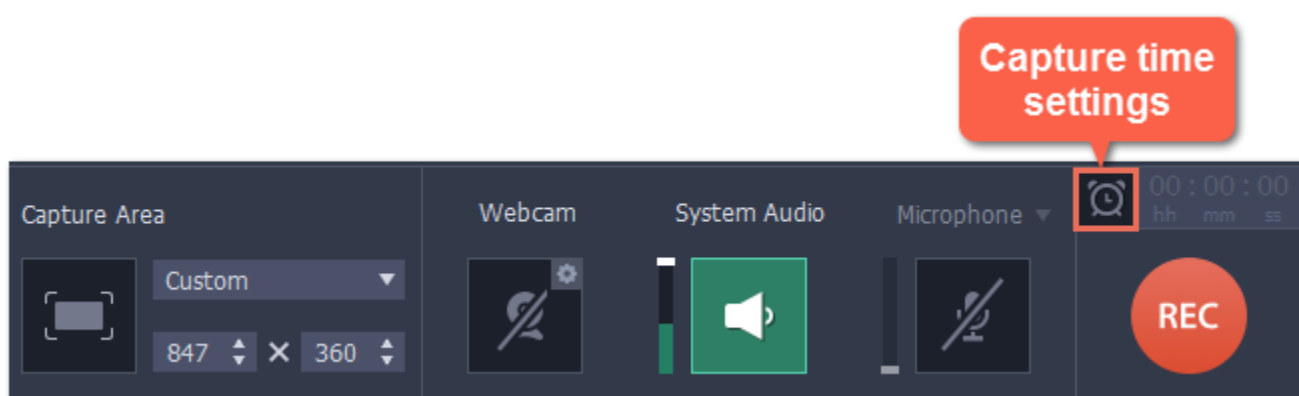 Capture time
settings
Capture Area
Webcam
System Audio
Microphone
00 : 00 : 00
hh mm ss
Custom
847 × 360
REC